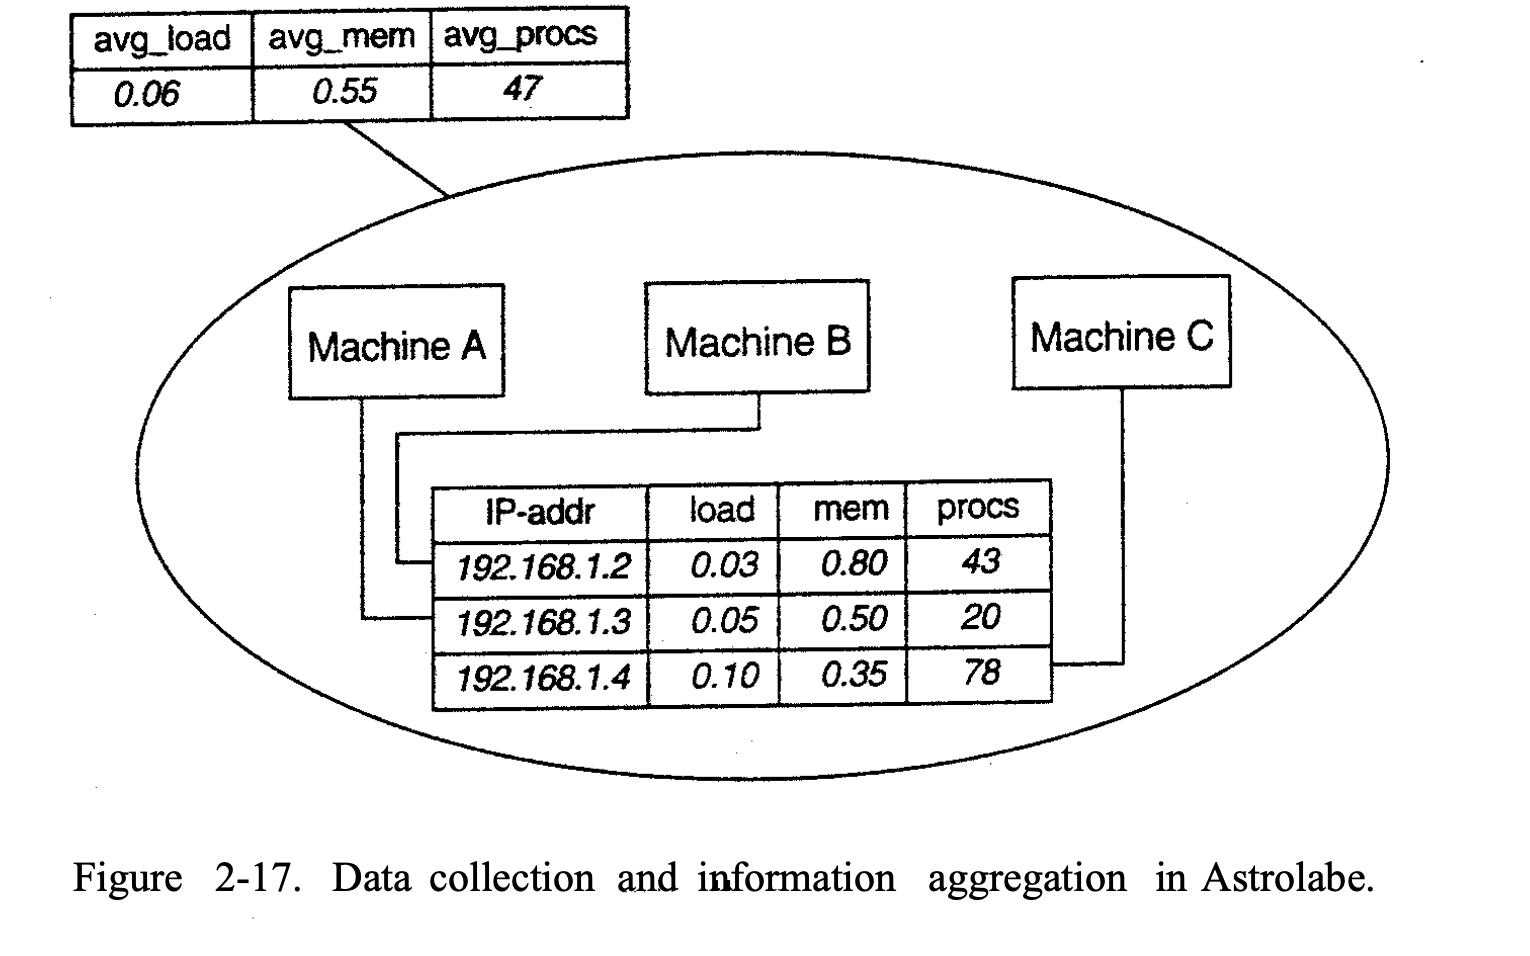 avg_load avg_mem avg_procs
0.06 0.55 47
Machine A Machine B Machine C
IP-addr load mem procs
192.168.1.2 0.03 0.80 43
192.168.1.3 0.05 0.50 20
192.168.1.4 0.10 0.35 78
Figure 2-17. Data collection and information aggregation in Astrolabe.